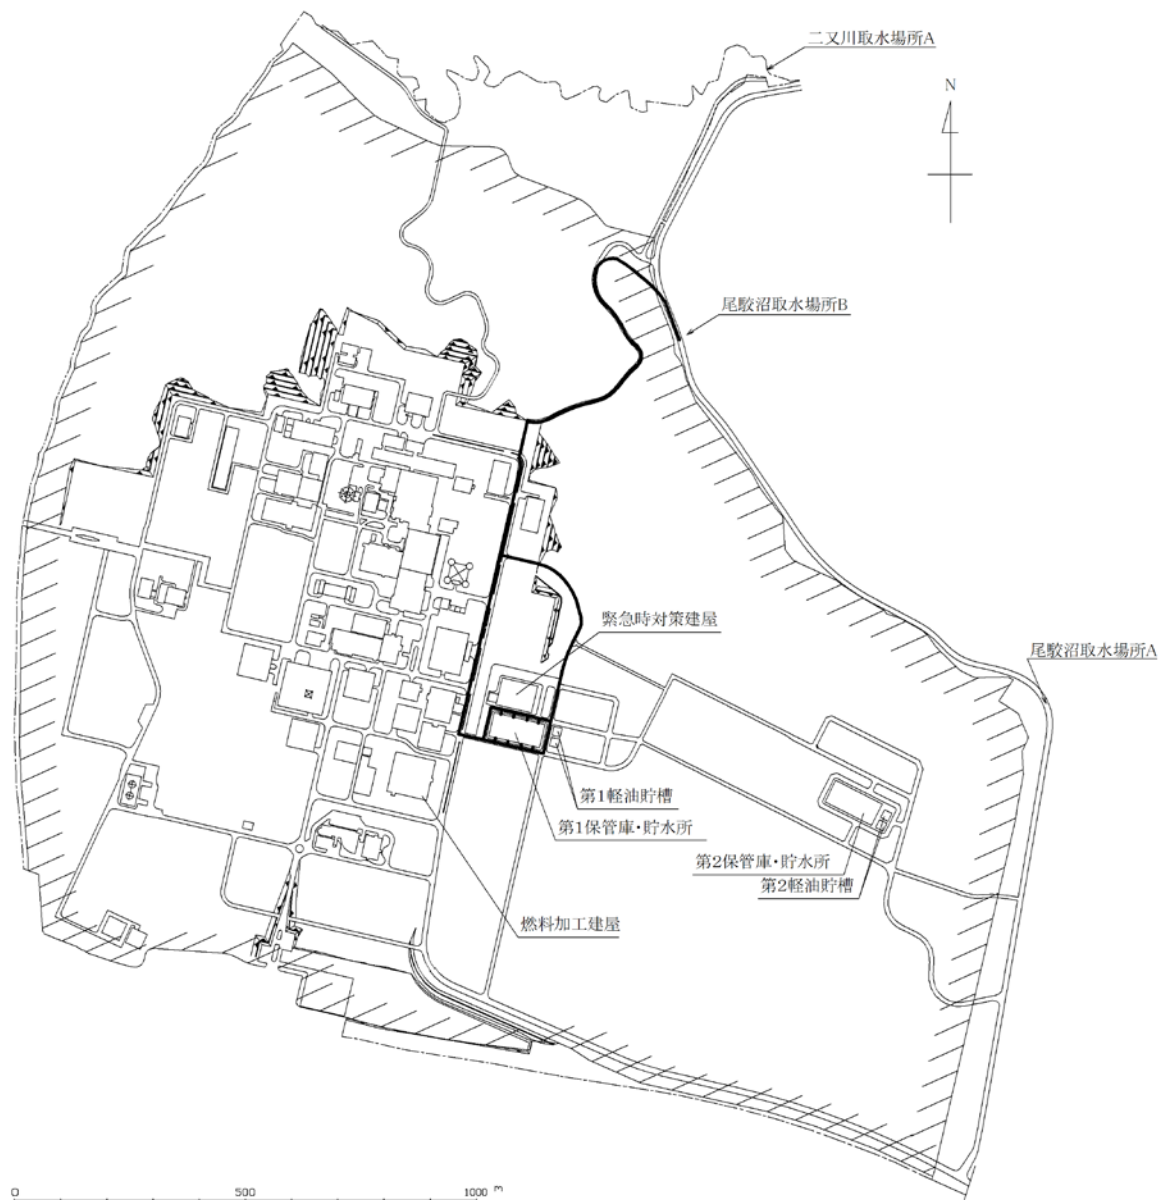 二又川取水場所A
N
尾駮沼取水場所B
緊急時対策建屋
尾駮沼取水場所A
第1軽油貯槽
第1保管庫・貯水所
第2保管庫・貯水所
第2軽油貯槽
燃料加工建屋
0 500 1000 m